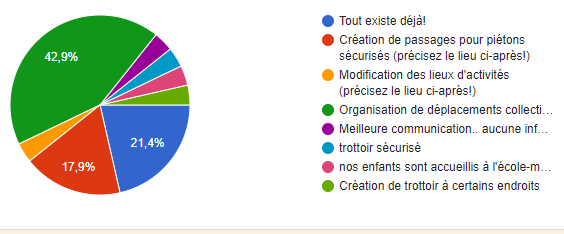 42,9%
21,4%
17,9%
Tout existe déjà!
Création de passages pour piétons
sécurisés (précisez le lieu ci-après!)
Modification des lieux d'activités
(précisez le lieu ci-après!)
Organisation de déplacements collecti…
Meilleure communication.. aucune inf…
trottoir sécurisé
nos enfants sont accueillis à l'école-m…
Création de trottoir à certains endroits